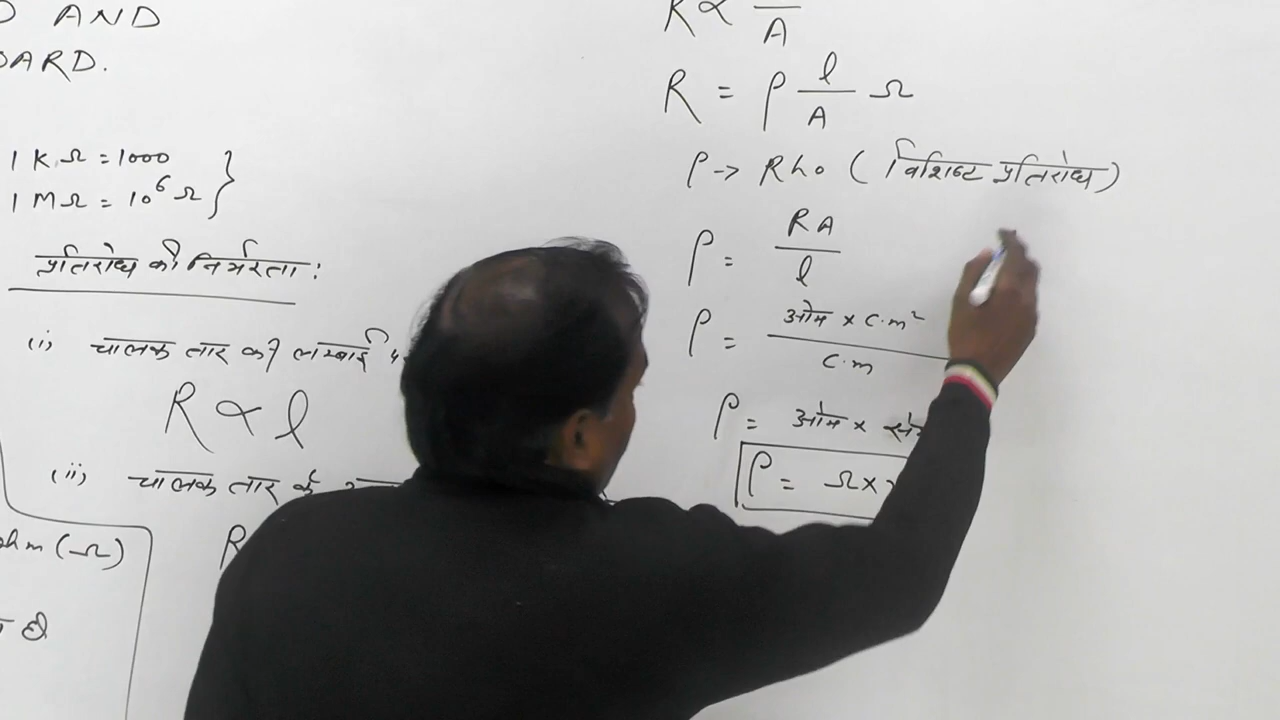 AND
OARD.
1 KΩ = 1000
1 MΩ = 10⁶ Ω
प्रतिरोध की निर्भरता :
(i) चालक तार की लम्बाई
R ∝ l
(ii) चालक तार के
ohm (Ω)
है
R
R ∝ /A
R = ρ l/A Ω
ρ → Rho (विशिष्ट प्रतिरोध)
ρ = RA/l
ρ = ओम × c.m²/c.m
ρ = ओम ×
ρ = Ω ×